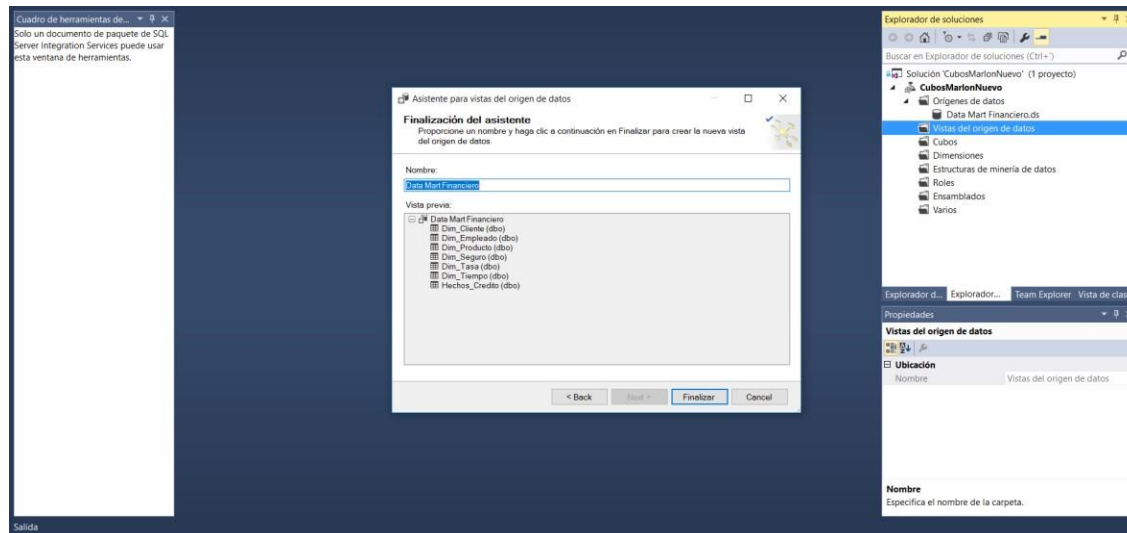 Cuadro de herramientas de...
Solo un documento de paquete de SQL
Server Integration Services puede usar
esta ventana de herramientas.
Asistente para vistas del origen de datos
Finalización del asistente
Proporcione un nombre y haga clic a continuación en Finalizar para crear la nueva vista
del origen de datos.
Nombre:
Data Mart Financiero
Vista previa:
Data Mart Financiero
Dim_Cliente (dbo)
Dim_Empleado (dbo)
Dim_Producto (dbo)
Dim_Seguro (dbo)
Dim_Tasa (dbo)
Dim_Tiempo (dbo)
Hechos_Credito (dbo)
< Back
Next >
Finalizar
Cancel
Explorador de soluciones
Buscar en Explorador de soluciones (Ctrl+´)
Solución 'CubosMarlonNuevo' (1 proyecto)
CubosMarlonNuevo
Orígenes de datos
Data Mart Financiero.ds
Vistas del origen de datos
Cubos
Dimensiones
Estructuras de minería de datos
Roles
Ensamblados
Varios
Explorador d... Explorador... Team Explorer Vista de clas
Propiedades
Vistas del origen de datos
Ubicación
Nombre Vistas del origen de datos
Nombre
Especifica el nombre de la carpeta.
Salida